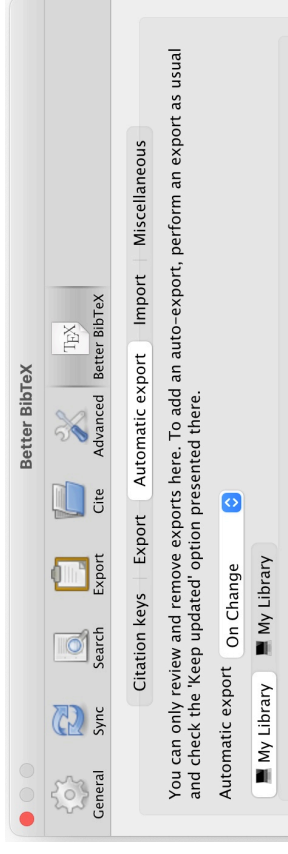 Better BibTeX
General Sync Search Export Cite Advanced Better BibTeX
TEX
Citation keys Export Automatic export Import Miscellaneous
You can only review and remove exports here. To add an auto-export, perform an export as usual
and check the 'Keep updated' option presented there.
Automatic export On Change
My Library My Library